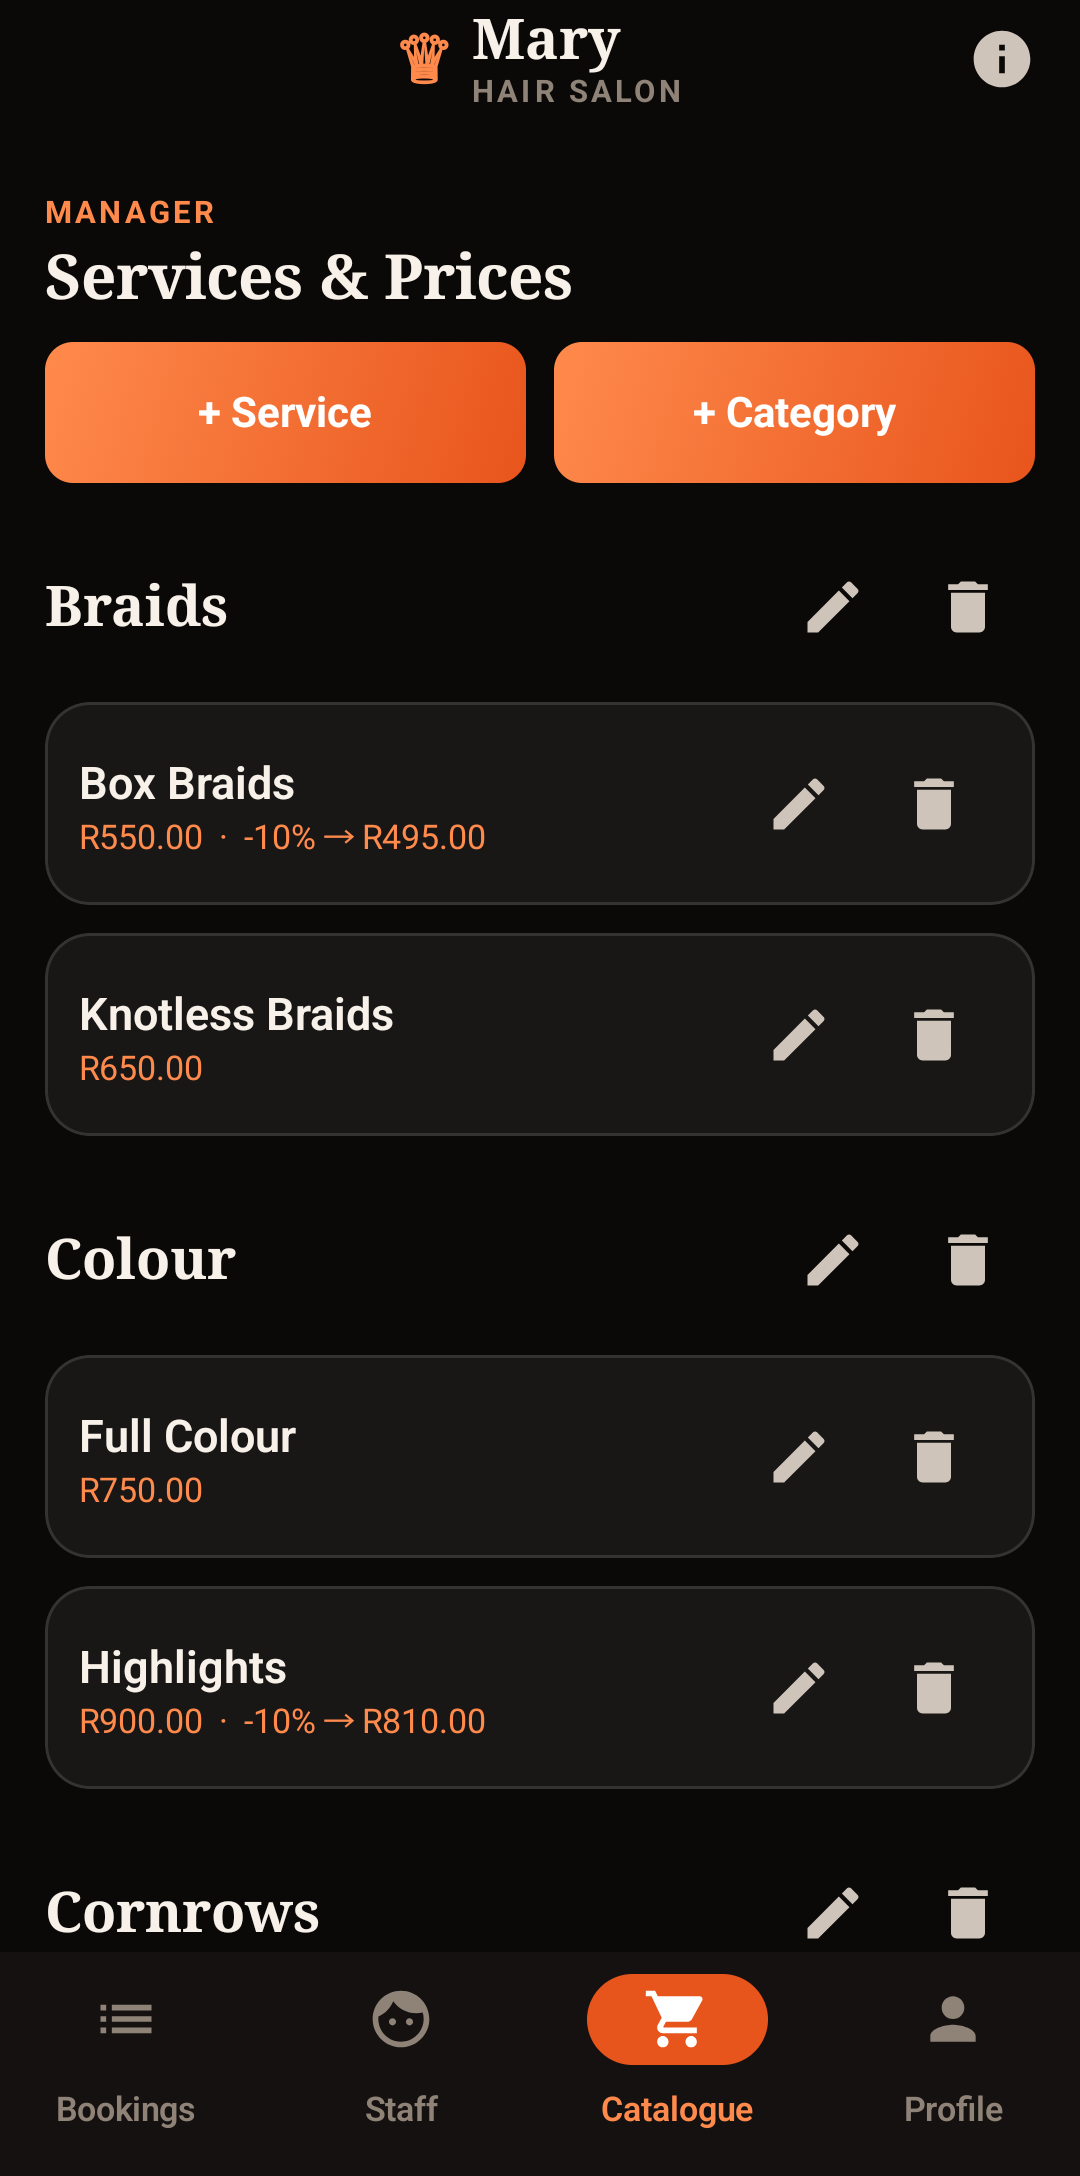 Mary
HAIR SALON
MANAGER
Services & Prices
+ Service
+ Category
Braids
Box Braids
R550.00 · -10% → R495.00
Knotless Braids
R650.00
Colour
Full Colour
R750.00
Highlights
R900.00 · -10% → R810.00
Cornrows
Bookings
Staff
Catalogue
Profile